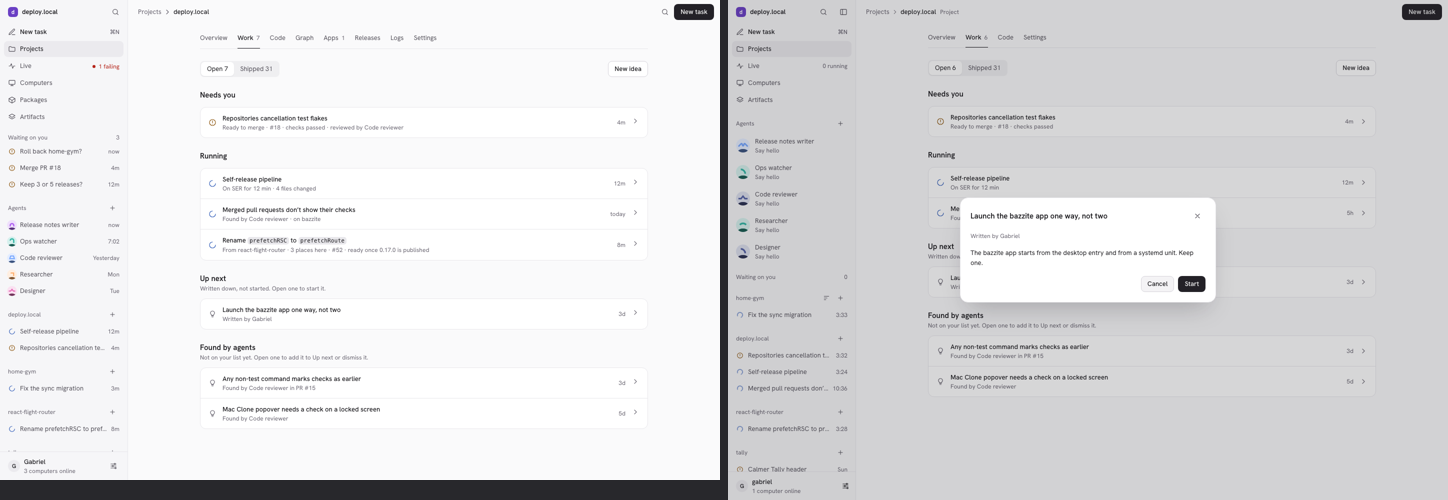 d deploy.local
New task ⌘N
Projects
Live 1 failing
Computers
Packages
Artifacts
Waiting on you 3
Roll back home-gym? now
Merge PR #18 4m
Keep 3 or 5 releases? 12m
Agents
Release notes writer now
Ops watcher 7:02
Code reviewer Yesterday
Researcher Mon
Designer Tue
deploy.local
Self-release pipeline 12m
Repositories cancellation te… 4m
home-gym
Fix the sync migration 3m
react-flight-router
Rename prefetchRSC to pref… 8m
G Gabriel
3 computers online
Projects > deploy.local
New task
Overview Work 7 Code Graph Apps 1 Releases Logs Settings
Open 7 Shipped 31 New idea
Needs you
Repositories cancellation test flakes
Ready to merge · #18 · checks passed · reviewed by Code reviewer
4m
Running
Self-release pipeline
On SER for 12 min · 4 files changed
12m
Merged pull requests don't show their checks
Found by Code reviewer · on bazzite
today
Rename prefetchRSC to prefetchRoute
From react-flight-router · 3 places here · #52 · ready once 0.17.0 is published
8m
Up next
Written down, not started. Open one to start it.
Launch the bazzite app one way, not two
Written by Gabriel
3d
Found by agents
Not on your list yet. Open one to add it to Up next or dismiss it.
Any non-test command marks checks as earlier
Found by Code reviewer in PR #15
3d
Mac Clone popover needs a check on a locked screen
Found by Code reviewer
5d
d deploy.local
New task ⌘N
Projects
Live 0 running
Computers
Artifacts
Agents
Release notes writer
Say hello
Ops watcher
Say hello
Code reviewer
Say hello
Researcher
Say hello
Designer
Say hello
Waiting on you 0
home-gym
Fix the sync migration 3:33
deploy.local
Repositories cancellation t… 3:32
Self-release pipeline 3:24
Merged pull requests don'… 10:36
react-flight-router
Rename prefetchRSC to pr… 3:28
tally
Calmer Tally header Sun
G gabriel
1 computer online
Projects > deploy.local Project
New task
Overview Work 6 Code Settings
Open 6 Shipped 31 New idea
Needs you
Repositories cancellation test flakes
Ready to merge · #18 · checks passed
4m
Running
Self-release pipeline
On SER for 12 min
12m
Me
Fou
5h
Up next
Written dow
Lau
Writ
3d
Found by agents
Not on your list yet. Open one to add it to Up next or dismiss it.
Any non-test command marks checks as earlier
Found by Code reviewer in PR #15
3d
Mac Clone popover needs a check on a locked screen
Found by Code reviewer
5d
Launch the bazzite app one way, not two
Written by Gabriel
The bazzite app starts from the desktop entry and from a systemd unit. Keep
one.
Cancel Start